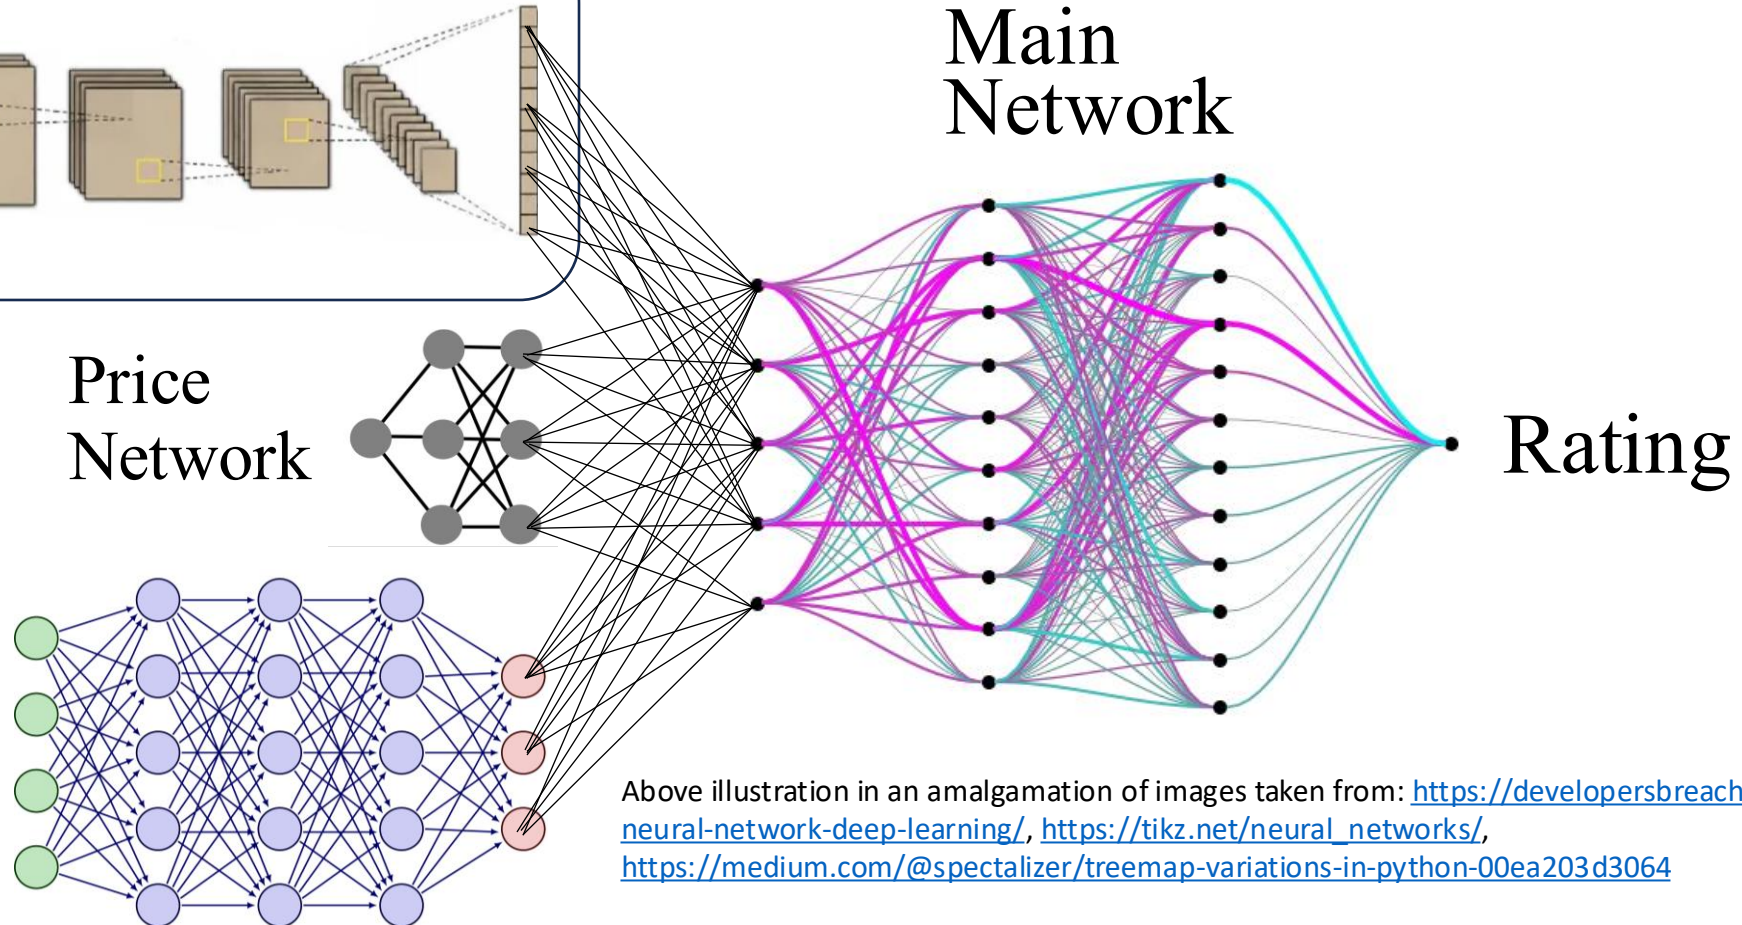 Main
Network
Price
Network
Rating
Above illustration in an amalgamation of images taken from: https://developersbreach
neural-network-deep-learning/, https://tikz.net/neural_networks/,
https://medium.com/@spectalizer/treemap-variations-in-python-00ea203d3064